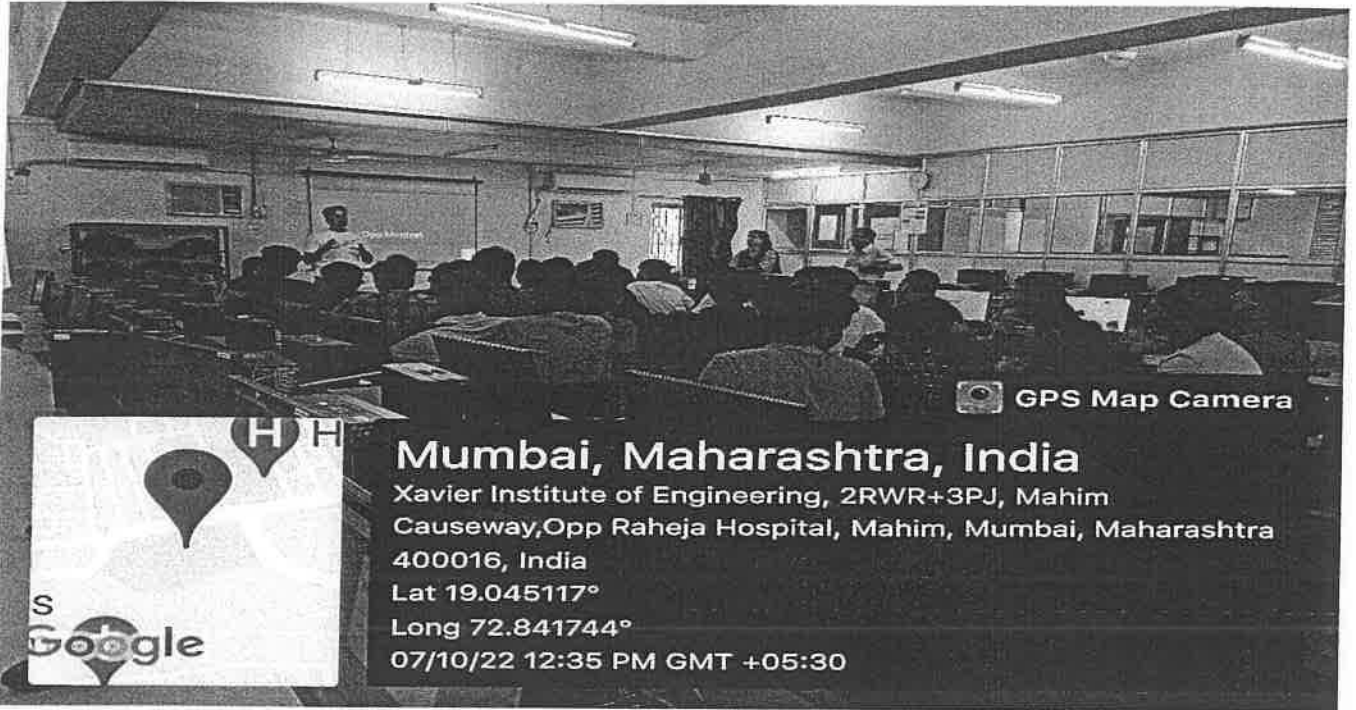 GPS Map Camera
H H
Mumbai, Maharashtra, India
Xavier Institute of Engineering, 2RWR+3PJ, Mahim
Causeway,Opp Raheja Hospital, Mahim, Mumbai, Maharashtra
400016, India
Lat 19.045117°
Long 72.841744°
07/10/22 12:35 PM GMT +05:30
S
Google